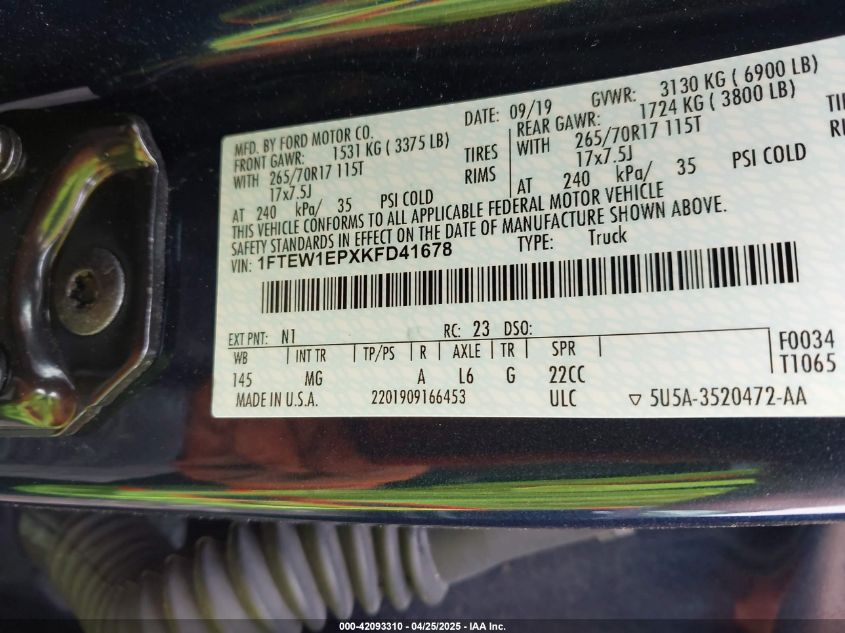 MFD. BY FORD MOTOR CO. DATE: 09/19 GVWR: 3130 KG ( 6900 LB)
FRONT GAWR: 1531 KG ( 3375 LB) REAR GAWR: 1724 KG ( 3800 LB)
WITH 265/70R17 115T TIRES WITH 265/70R17 115T
17x7.5J RIMS 17x7.5J
AT 240 kPa/ 35 PSI COLD AT 240 kPa/ 35 PSI COLD
THIS VEHICLE CONFORMS TO ALL APPLICABLE FEDERAL MOTOR VEHICLE
SAFETY STANDARDS IN EFFECT ON THE DATE OF MANUFACTURE SHOWN ABOVE.
VIN: 1FTEW1EPXKFD41678 TYPE: Truck
EXT PNT: N1 RC: 23 DSO:
WB INT TR TP/PS R AXLE TR SPR
145 MG A L6 G 22CC
F0034
T1065
MADE IN U.S.A. 2201909166453 ULC ▽ 5U5A-3520472-AA
000-42093310 - 04/25/2025 - IAA Inc.